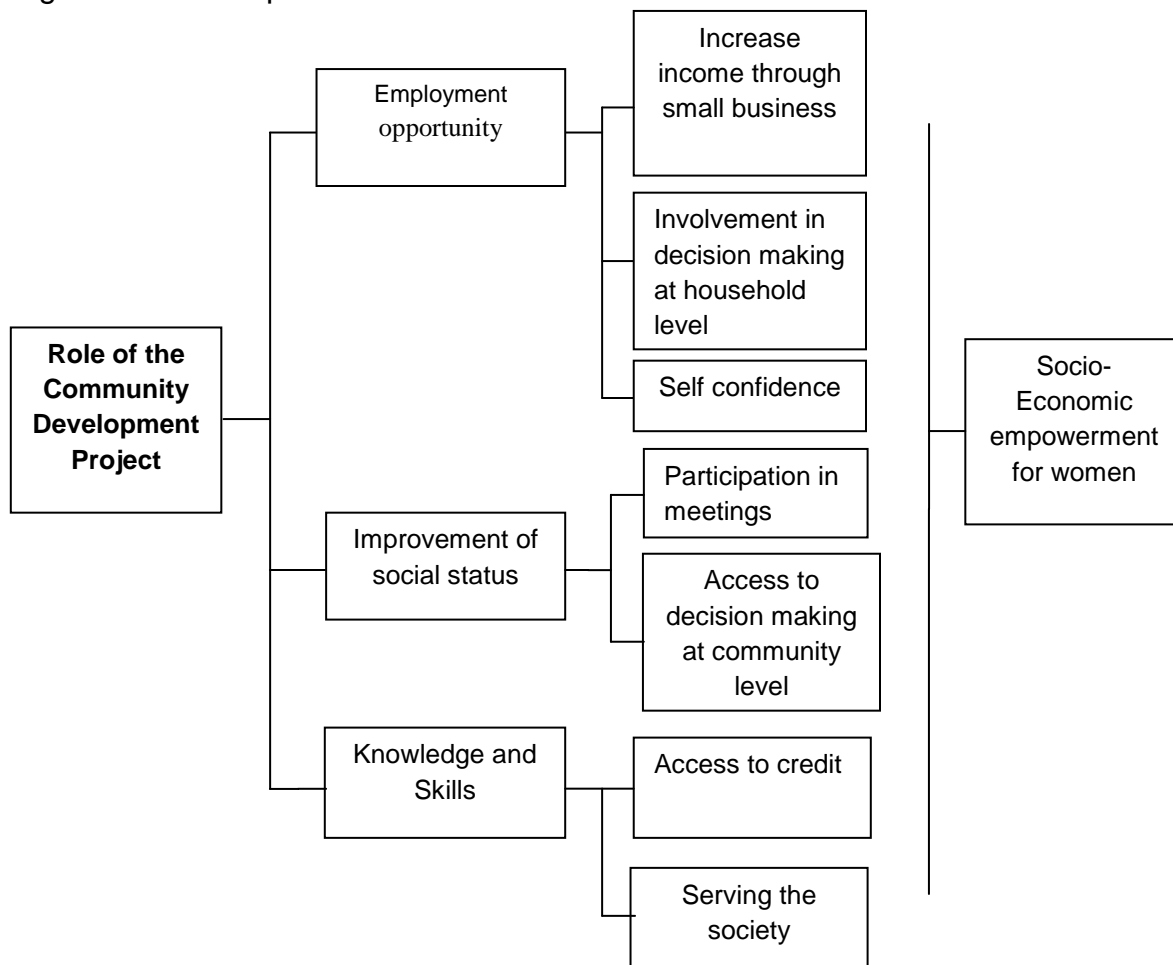 Increase
income through
small business
Employment
opportunity
Involvement in
decision making
at household
level
Role of the
Community
Development
Project
Self confidence
Socio-
Economic
empowerment
for women
Participation in
meetings
Improvement of
social status
Access to
decision making
at community
level
Knowledge and
Skills
Access to credit
Serving the
society